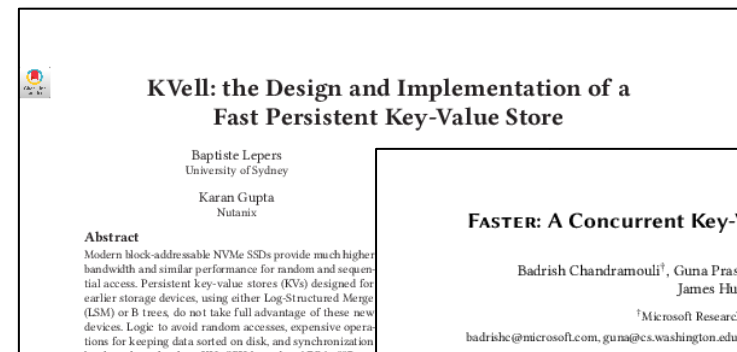 KVell: the Design and Implementation of a
Fast Persistent Key-Value Store
Baptiste Lepers
University of Sydney
Karan Gupta
Nutanix
Abstract
Modern block-addressable NVMe SSDs provide much higher
bandwidth and similar performance for random and sequen-
tial access. Persistent key-value stores (KVs) designed for
earlier storage devices, using either Log-Structured Merge
(LSM) or B trees, do not take full advantage of these new
devices. Logic to avoid random accesses, expensive opera-
tions for keeping data sorted on disk, and synchronization
FASTER: A Concurrent Key-V
Badrish Chandramouli†, Guna Pras
James Hu
†Microsoft Research
badrishc@microsoft.com, guna@cs.washington.edu